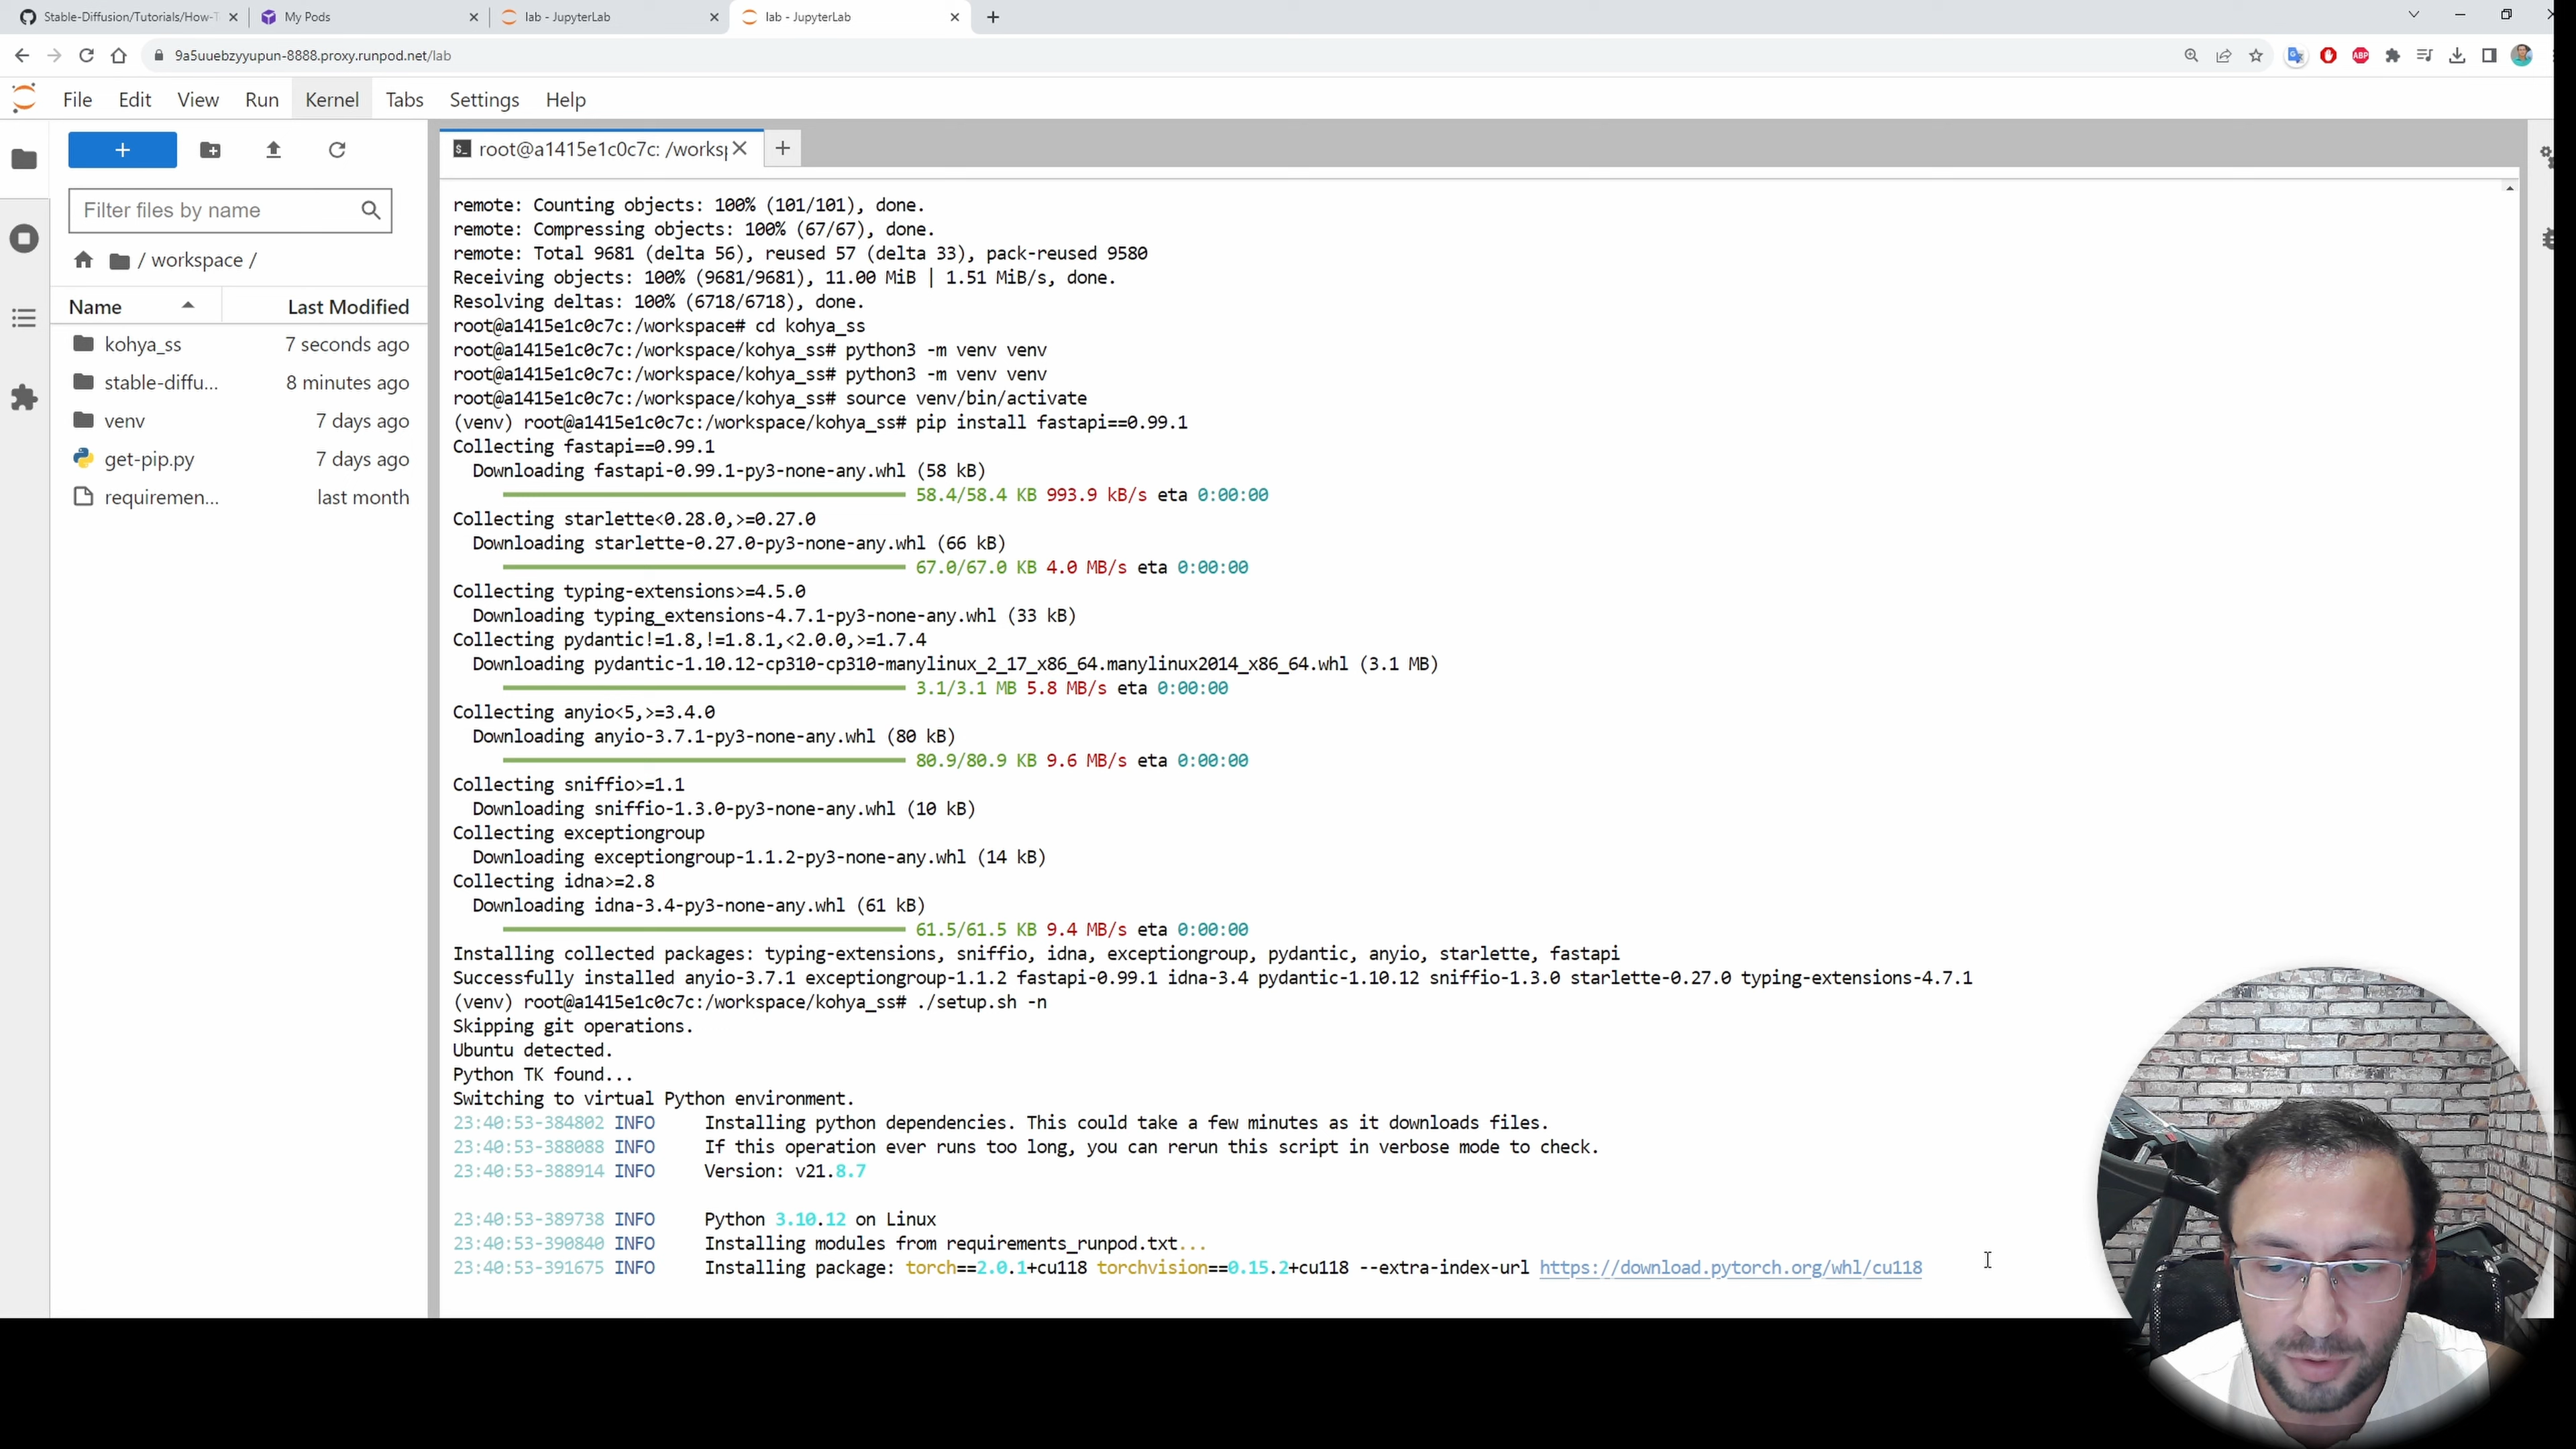 Stable-Diffusion/Tutorials/How-T
My Pods
lab - JupyterLab
lab - JupyterLab
9a5uuebzyyupun-8888.proxy.runpod.net/lab
ABP
File Edit View Run Kernel Tabs Settings Help
Filter files by name
/ workspace /
Name Last Modified
kohya_ss 7 seconds ago
stable-diffu... 8 minutes ago
venv 7 days ago
get-pip.py 7 days ago
requiremen... last month
root@a1415e1c0c7c: /worksp
remote: Counting objects: 100% (101/101), done.
remote: Compressing objects: 100% (67/67), done.
remote: Total 9681 (delta 56), reused 57 (delta 33), pack-reused 9580
Receiving objects: 100% (9681/9681), 11.00 MiB | 1.51 MiB/s, done.
Resolving deltas: 100% (6718/6718), done.
root@a1415e1c0c7c:/workspace# cd kohya_ss
root@a1415e1c0c7c:/workspace/kohya_ss# python3 -m venv venv
root@a1415e1c0c7c:/workspace/kohya_ss# python3 -m venv venv
root@a1415e1c0c7c:/workspace/kohya_ss# source venv/bin/activate
(venv) root@a1415e1c0c7c:/workspace/kohya_ss# pip install fastapi==0.99.1
Collecting fastapi==0.99.1
Downloading fastapi-0.99.1-py3-none-any.whl (58 kB)
58.4/58.4 KB 993.9 kB/s eta 0:00:00
Collecting starlette<0.28.0,>=0.27.0
Downloading starlette-0.27.0-py3-none-any.whl (66 kB)
67.0/67.0 KB 4.0 MB/s eta 0:00:00
Collecting typing-extensions>=4.5.0
Downloading typing_extensions-4.7.1-py3-none-any.whl (33 kB)
Collecting pydantic!=1.8,!=1.8.1,<2.0.0,>=1.7.4
Downloading pydantic-1.10.12-cp310-cp310-manylinux_2_17_x86_64.manylinux2014_x86_64.whl (3.1 MB)
3.1/3.1 MB 5.8 MB/s eta 0:00:00
Collecting anyio<5,>=3.4.0
Downloading anyio-3.7.1-py3-none-any.whl (80 kB)
80.9/80.9 KB 9.6 MB/s eta 0:00:00
Collecting sniffio>=1.1
Downloading sniffio-1.3.0-py3-none-any.whl (10 kB)
Collecting exceptiongroup
Downloading exceptiongroup-1.1.2-py3-none-any.whl (14 kB)
Collecting idna>=2.8
Downloading idna-3.4-py3-none-any.whl (61 kB)
61.5/61.5 KB 9.4 MB/s eta 0:00:00
Installing collected packages: typing-extensions, sniffio, idna, exceptiongroup, pydantic, anyio, starlette, fastapi
Successfully installed anyio-3.7.1 exceptiongroup-1.1.2 fastapi-0.99.1 idna-3.4 pydantic-1.10.12 sniffio-1.3.0 starlette-0.27.0 typing-extensions-4.7.1
(venv) root@a1415e1c0c7c:/workspace/kohya_ss# ./setup.sh -n
Skipping git operations.
Ubuntu detected.
Python TK found...
Switching to virtual Python environment.
23:40:53-384802 INFO Installing python dependencies. This could take a few minutes as it downloads files.
23:40:53-388088 INFO If this operation ever runs too long, you can rerun this script in verbose mode to check.
23:40:53-388914 INFO Version: v21.8.7
23:40:53-389738 INFO Python 3.10.12 on Linux
23:40:53-390840 INFO Installing modules from requirements_runpod.txt...
23:40:53-391675 INFO Installing package: torch==2.0.1+cu118 torchvision==0.15.2+cu118 --extra-index-url https://download.pytorch.org/whl/cu118